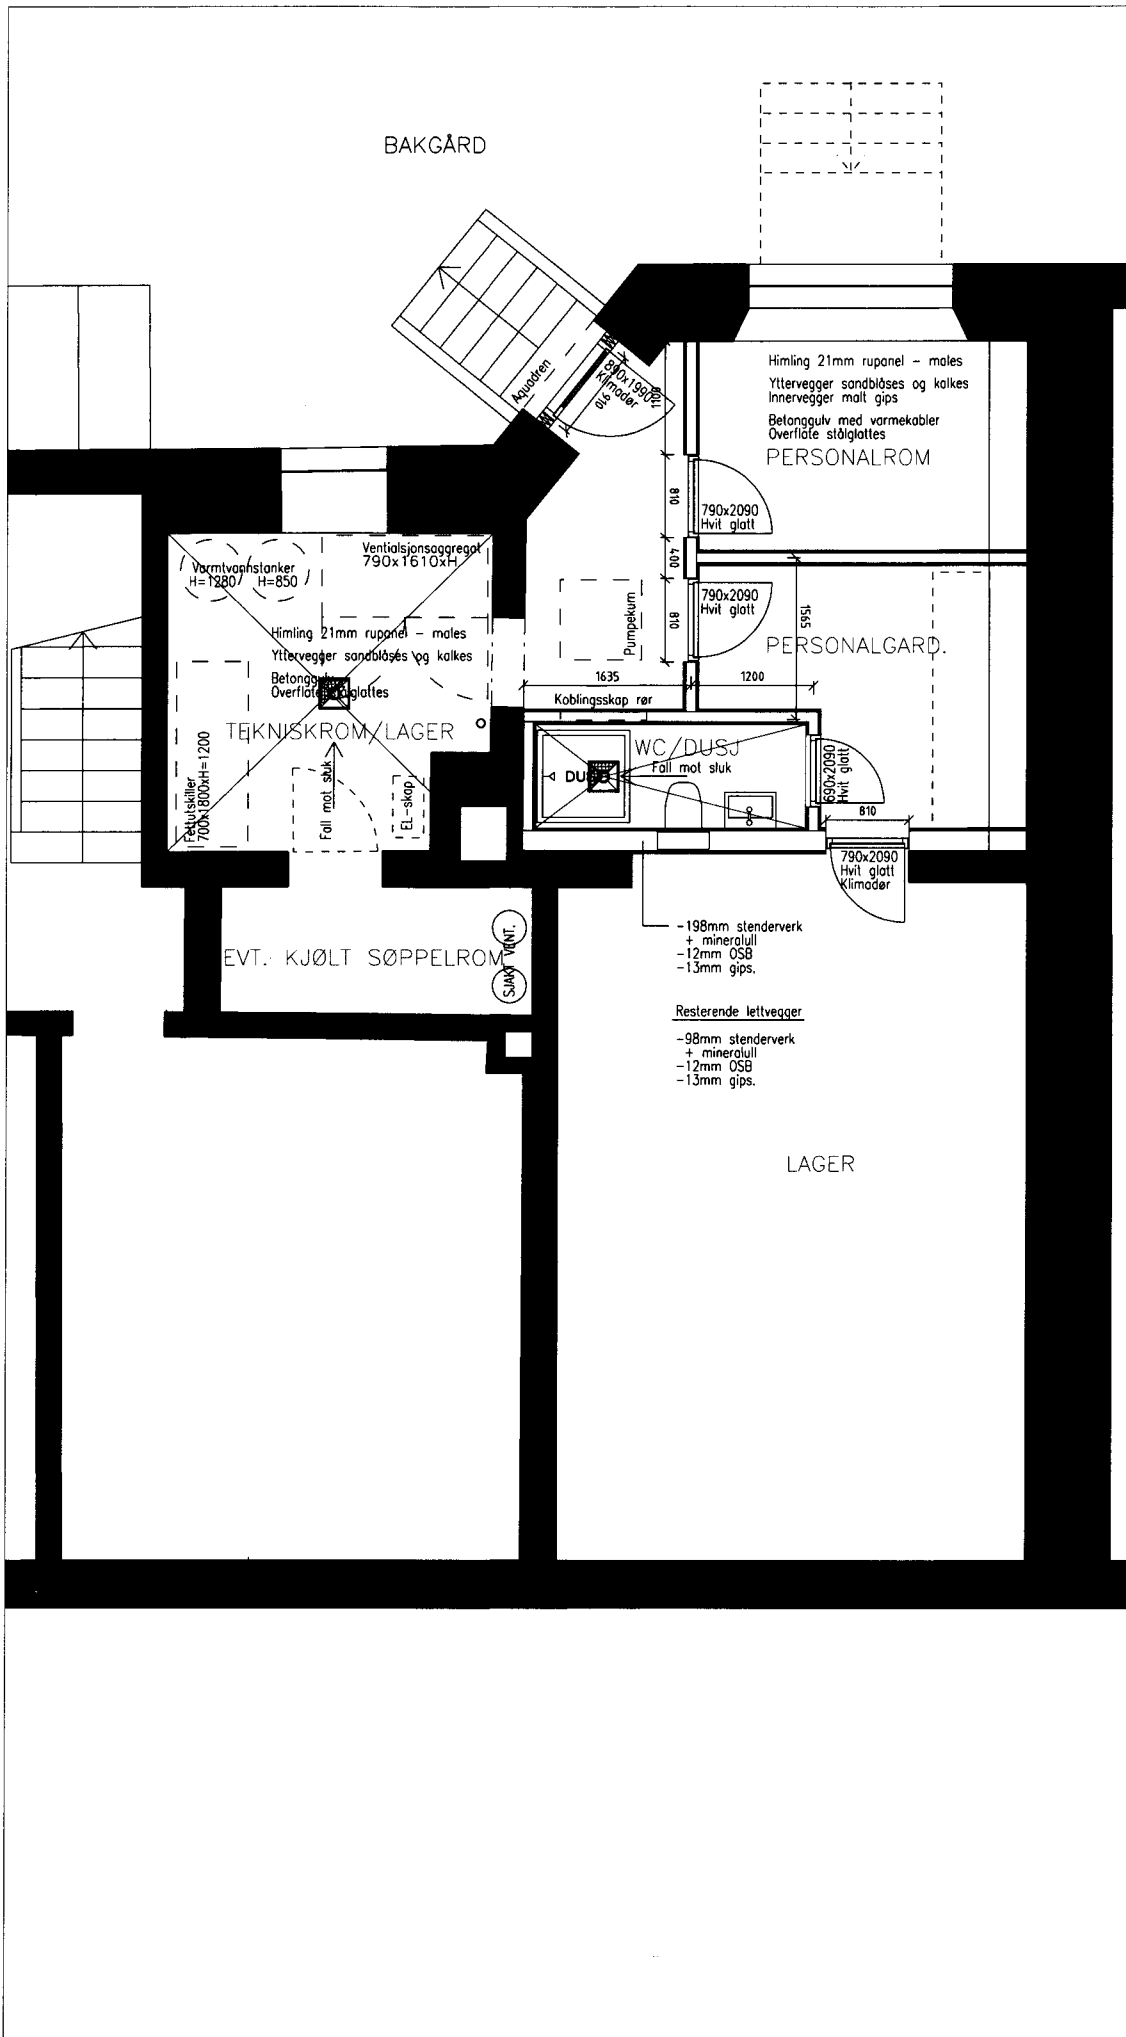 BAKGÅRD
Aquadren
890x1990
Klimadør
910
1100
Himling 21mm rupanel – males
Yttervegger sandblåses og kalkes
Innervegger malt gips
Betonggulv med varmekabler
Overflate stålglattes
PERSONALROM
810
790x2090
Hvit glatt
400
Ventialsjonsaggregat
790x1610xH
Varmtvannstanker
H=1280
H=850
790x2090
Hvit glatt
810
1565
Pumpekum
PERSONALGARD.
Himling 21mm rupanel – males
Yttervegger sandblåses og kalkes
Betonggulv
Overflate stålglattes
1635
1200
Koblingsskap rør
TEKNISKROM/LAGER
WC/DUSJ
Fall mot sluk
DUSJ
Fettutskiller
700x1800xH=1200
Fall mot sluk
EL-skap
690x2090
Hvit glatt
810
790x2090
Hvit glatt
Klimadør
-198mm stenderverk
+ mineralull
-12mm OSB
-13mm gips.
EVT. KJØLT SØPPELROM
SJAKT VENT.
Resterende lettvegger
-98mm stenderverk
+ mineralull
-12mm OSB
-13mm gips.
LAGER